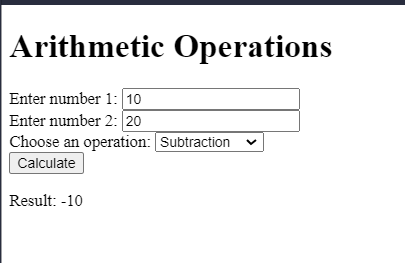 Arithmetic Operations
Enter number 1: 10
Enter number 2: 20
Choose an operation: Subtraction
Calculate
Result: -10